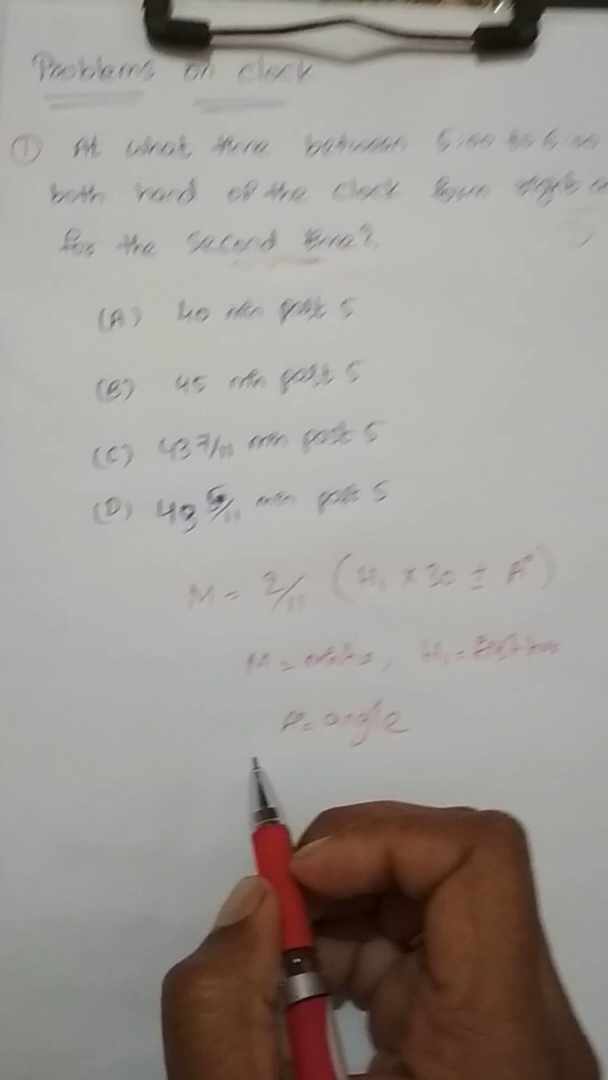 Problems on clock
① At what time between 5:00 to 6:00
both hand of the clock form
for the second time?
(A) 40 min past 5
(B) 45 min past 5
(C) 43 7/11 min past 5
(D) 43 5/11 min past 5
M = 2/11 (H₁ × 30 ± A°)
M = , H₁ =
A = angle